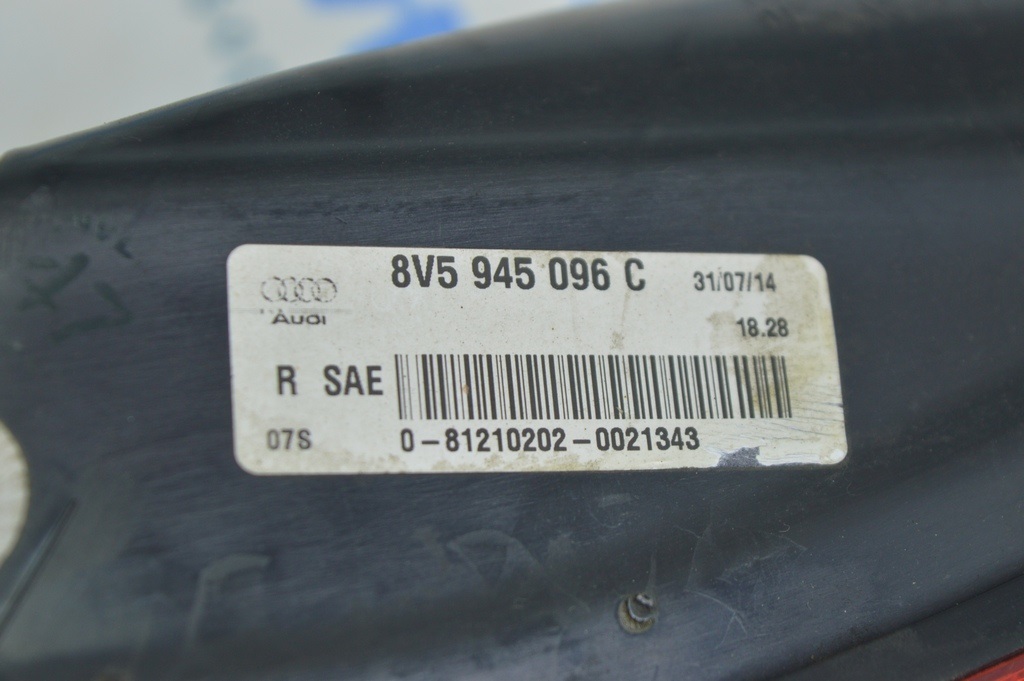 8V5 945 096 C 31/07/14
Audi
18.28
R SAE
07S 0-81210202-0021343